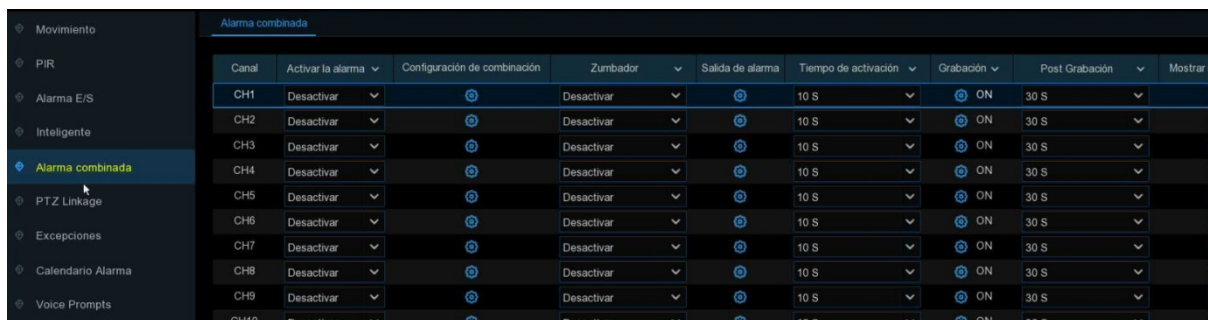 Movimiento
PIR
Alarma E/S
Inteligente
Alarma combinada
PTZ Linkage
Excepciones
Calendario Alarma
Voice Prompts
Alarma combinada
Canal Activar la alarma Configuración de combinación Zumbador Salida de alarma Tiempo de activación Grabación Post Grabación Mostrar
CH1 Desactivar Desactivar 10 S ON 30 S
CH2 Desactivar Desactivar 10 S ON 30 S
CH3 Desactivar Desactivar 10 S ON 30 S
CH4 Desactivar Desactivar 10 S ON 30 S
CH5 Desactivar Desactivar 10 S ON 30 S
CH6 Desactivar Desactivar 10 S ON 30 S
CH7 Desactivar Desactivar 10 S ON 30 S
CH8 Desactivar Desactivar 10 S ON 30 S
CH9 Desactivar Desactivar 10 S ON 30 S